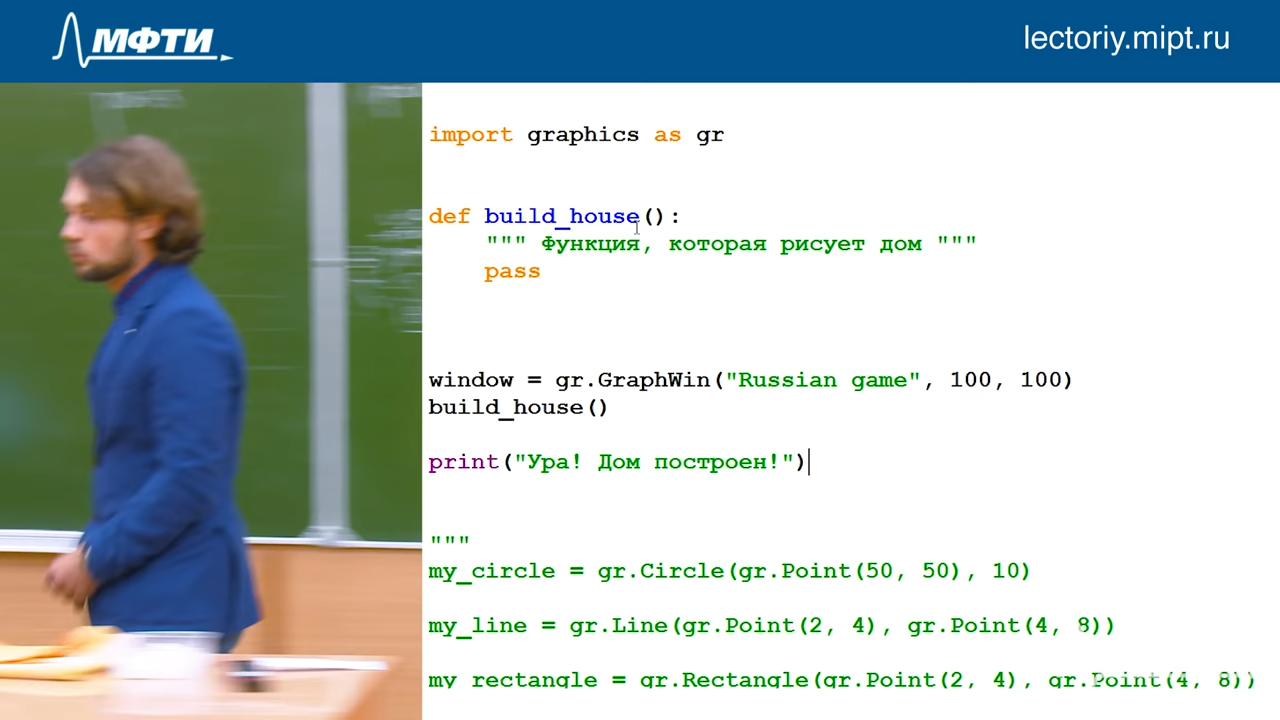 МФТИ
lectoriy.mipt.ru
import graphics as gr
def build_house():
""" Функция, которая рисует дом """
pass
window = gr.GraphWin("Russian game", 100, 100)
build_house()
print("Ура! Дом построен!")
"""
my_circle = gr.Circle(gr.Point(50, 50), 10)
my_line = gr.Line(gr.Point(2, 4), gr.Point(4, 8))
my_rectangle = gr.Rectangle(gr.Point(2, 4), gr.Point(4, 8))